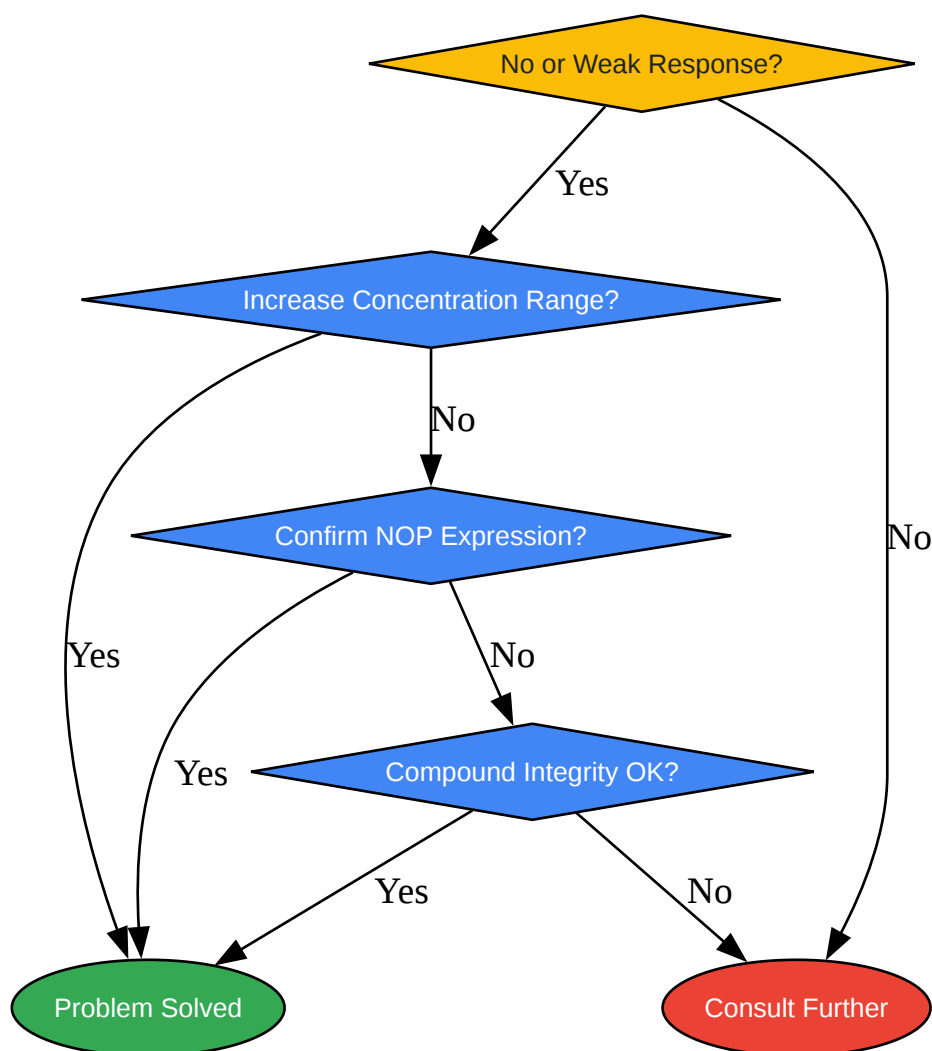 No or Weak Response?
Yes
Increase Concentration Range?
No
Confirm NOP Expression?
No
Yes
No
Yes
Compound Integrity OK?
Yes
No
Problem Solved
Consult Further